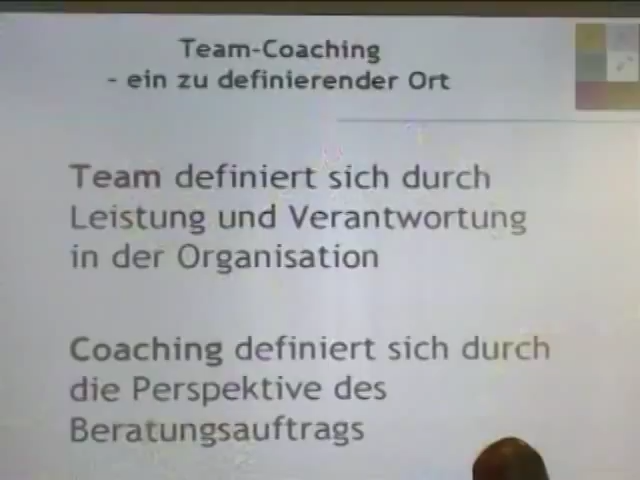 Team-Coaching
- ein zu definierender Ort
Team definiert sich durch
Leistung und Verantwortung
in der Organisation
Coaching definiert sich durch
die Perspektive des
Beratungsauftrags